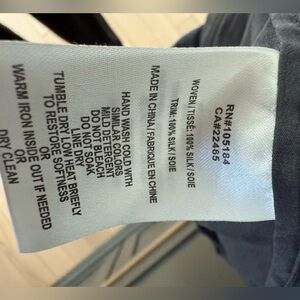 RN#105184
CA#22465
WOVEN/TISSÉ: 100% SILK/SOIE
TRIM: 100% SILK/SOIE
MADE IN CHINA / FABRIQUÉ EN CHINE
HAND WASH COLD WITH
SIMILAR COLORS
MILD DETERGENT
DO NOT BLEACH
DO NOT SOAK
LINE DRY
TUMBLE DRY LOW HEAT BRIEFLY
TO RESTORE SOFTNESS
WARM IRON INSIDE OUT IF NEEDED
OR
DRY CLEAN